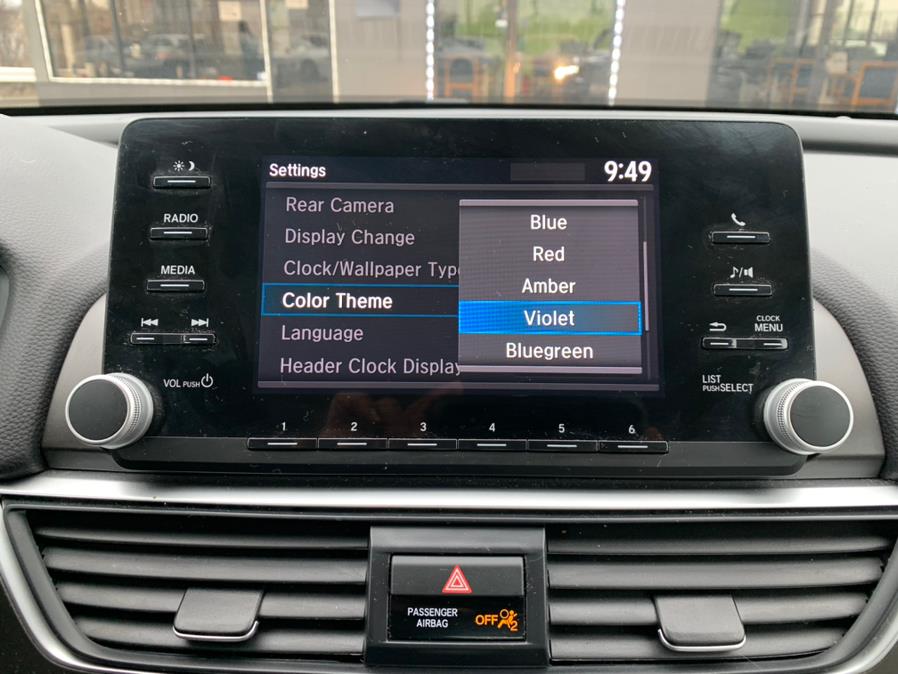 Settings
9:49
Rear Camera
Display Change
Clock/Wallpaper Type
Color Theme
Language
Header Clock Display
Blue
Red
Amber
Violet
Bluegreen
RADIO
MEDIA
VOL PUSH
CLOCK
MENU
LIST
PUSH SELECT
1 2 3 4 5 6
PASSENGER
AIRBAG
OFF 2